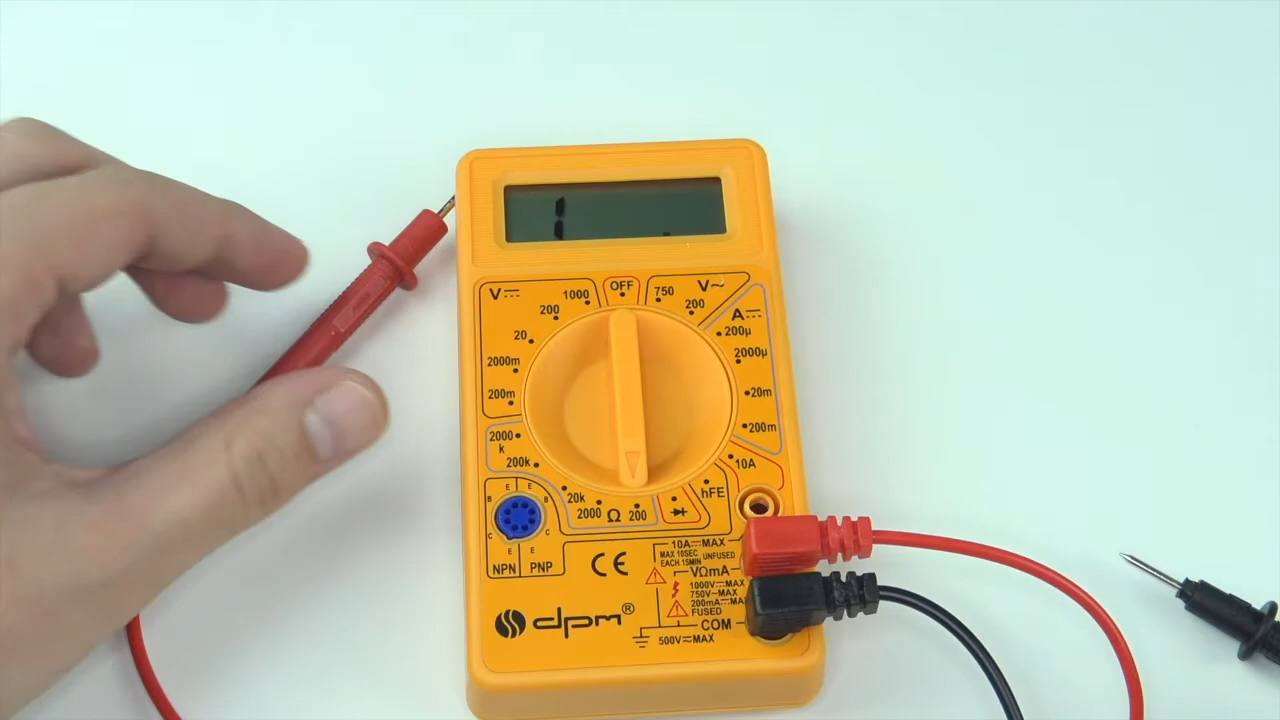 1 .
V⎓ 1000 OFF 750 V~
200 200 A⎓
20 200µ
2000m 2000µ
200m 20m
2000k 200m
200k 10A
20k hFE
2000 Ω 200
E E
B B
C C
E E
NPN PNP
CE
10A⎓MAX
MAX 10SEC UNFUSED
EACH 15MIN
VΩmA
1000V⎓MAX
750V~MAX
200mA⎓MA
FUSED
dpm®
COM
500V≂MAX